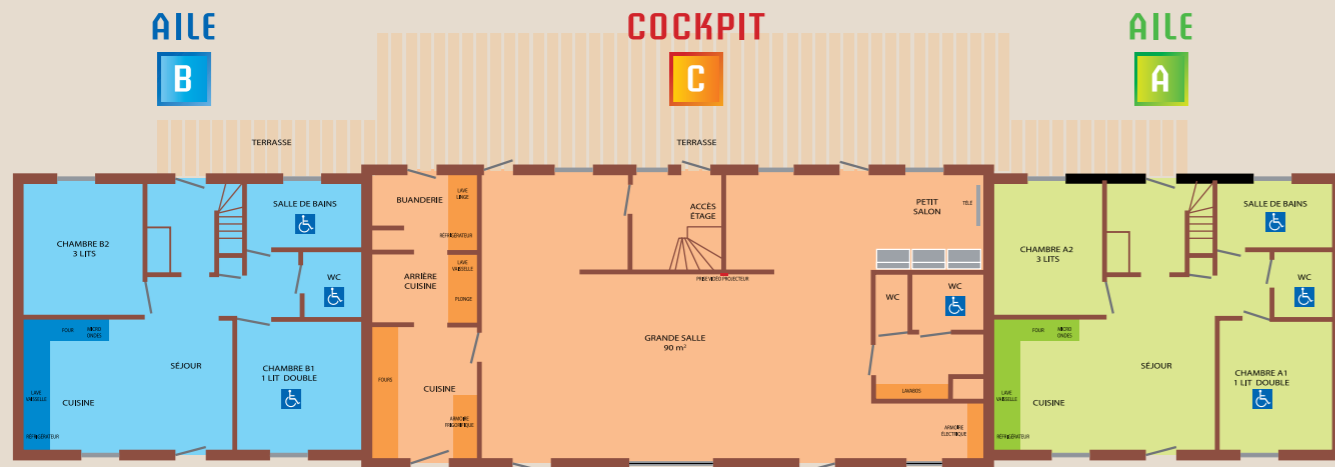 AILE
B
COCKPIT
C
AILE
A
TERRASSE
TERRASSE
CHAMBRE B2
3 LITS
SALLE DE BAINS
WC
FOUR
MICRO
ONDES
SÉJOUR
CHAMBRE B1
1 LIT DOUBLE
LAVE
VAISSELLE
CUISINE
RÉFRIGÉRATEUR
BUANDERIE
LAVE
LINGE
RÉFRIGÉRATEUR
ARRIÈRE
CUISINE
LAVE
VAISSELLE
PLONGE
FOURS
CUISINE
ARMOIRE
FRIGORIFIQUE
ACCÈS
ÉTAGE
PRISE VIDÉO PROJECTEUR
GRANDE SALLE
90 m²
PETIT
SALON
TÉLÉ
WC
WC
LAVABOS
ARMOIRE
ÉLECTRIQUE
CHAMBRE A2
3 LITS
SALLE DE BAINS
WC
FOUR
MICRO
ONDES
SÉJOUR
CHAMBRE A1
1 LIT DOUBLE
LAVE
VAISSELLE
CUISINE
RÉFRIGÉRATEUR